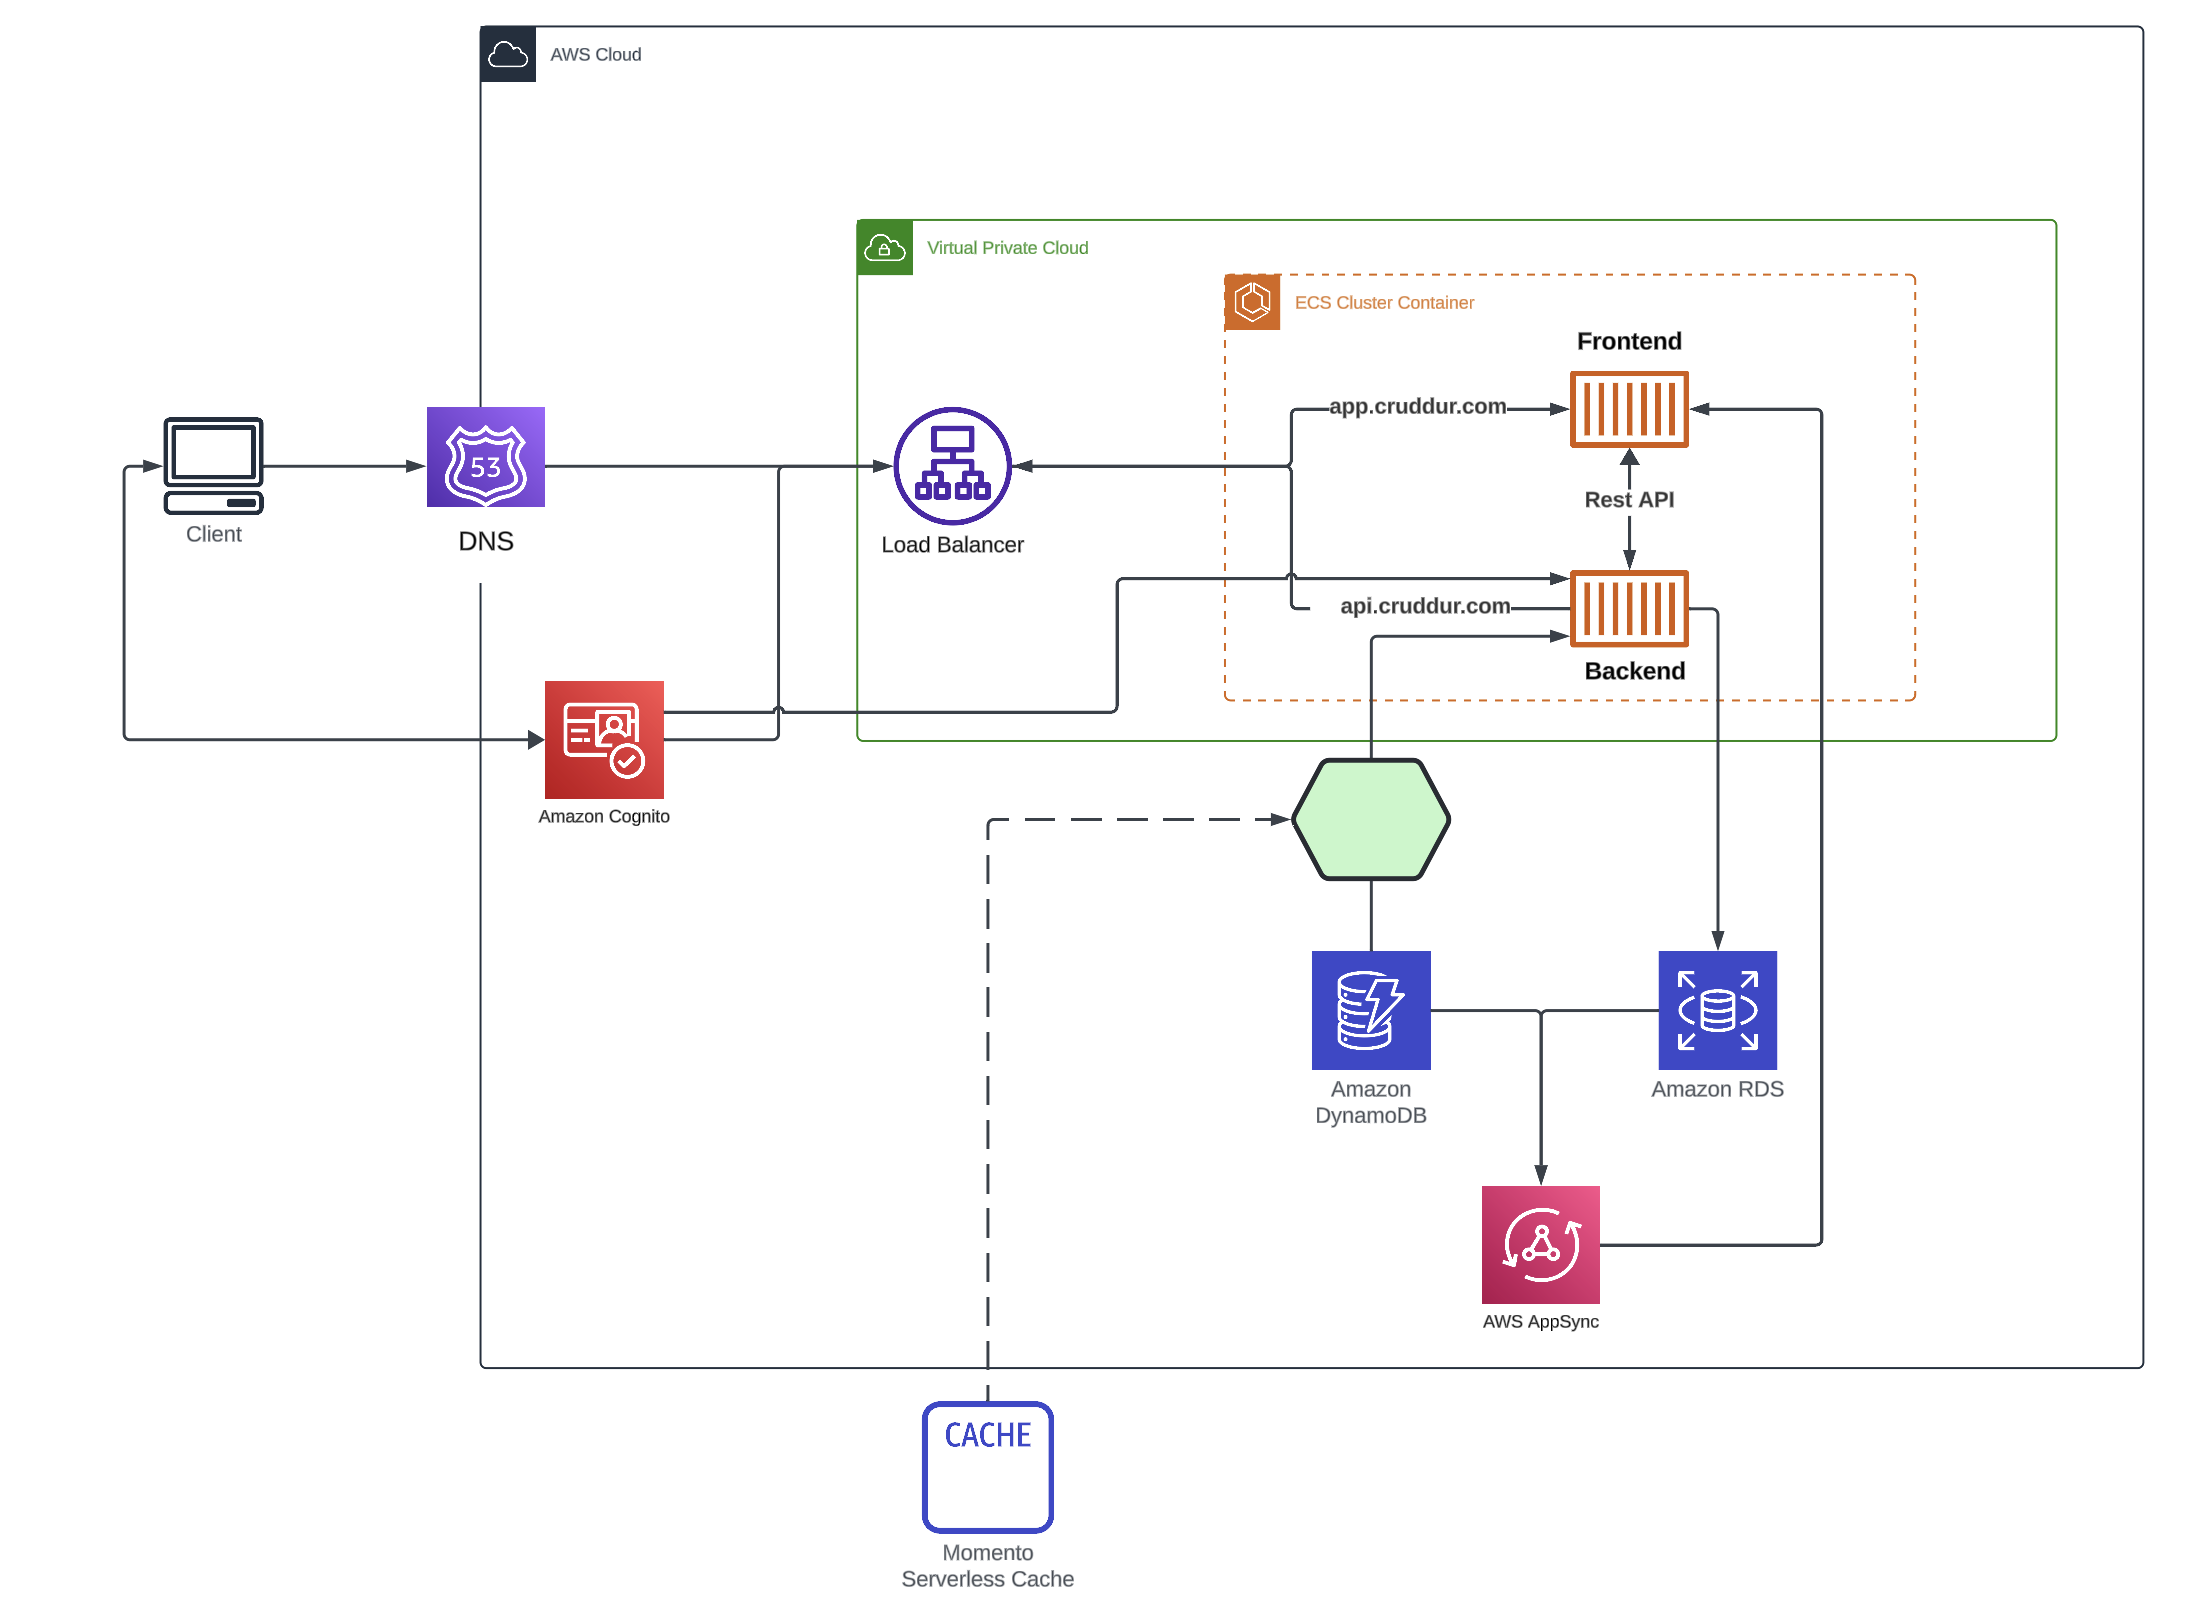 AWS Cloud
Virtual Private Cloud
ECS Cluster Container
Frontend
app.cruddur.com
53
Client
DNS
Load Balancer
Rest API
api.cruddur.com
Backend
Amazon Cognito
Amazon
DynamoDB
Amazon RDS
AWS AppSync
CACHE
Momento
Serverless Cache